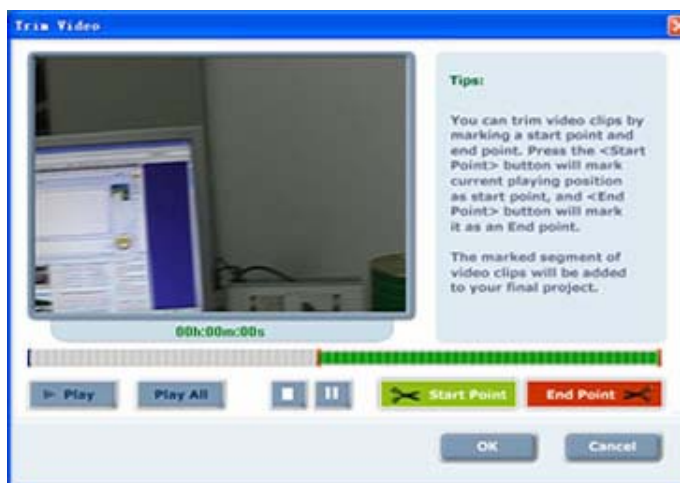 Trim Video
Tips:
You can trim video clips by
marking a start point and
end point. Press the <Start
Point> button will mark
current playing position
as start point, and <End
Point> button will mark
it as an End point.
The marked segment of
video clips will be added
to your final project.
00h:00m:00s
Play
Play All
Start Point
End Point
OK
Cancel